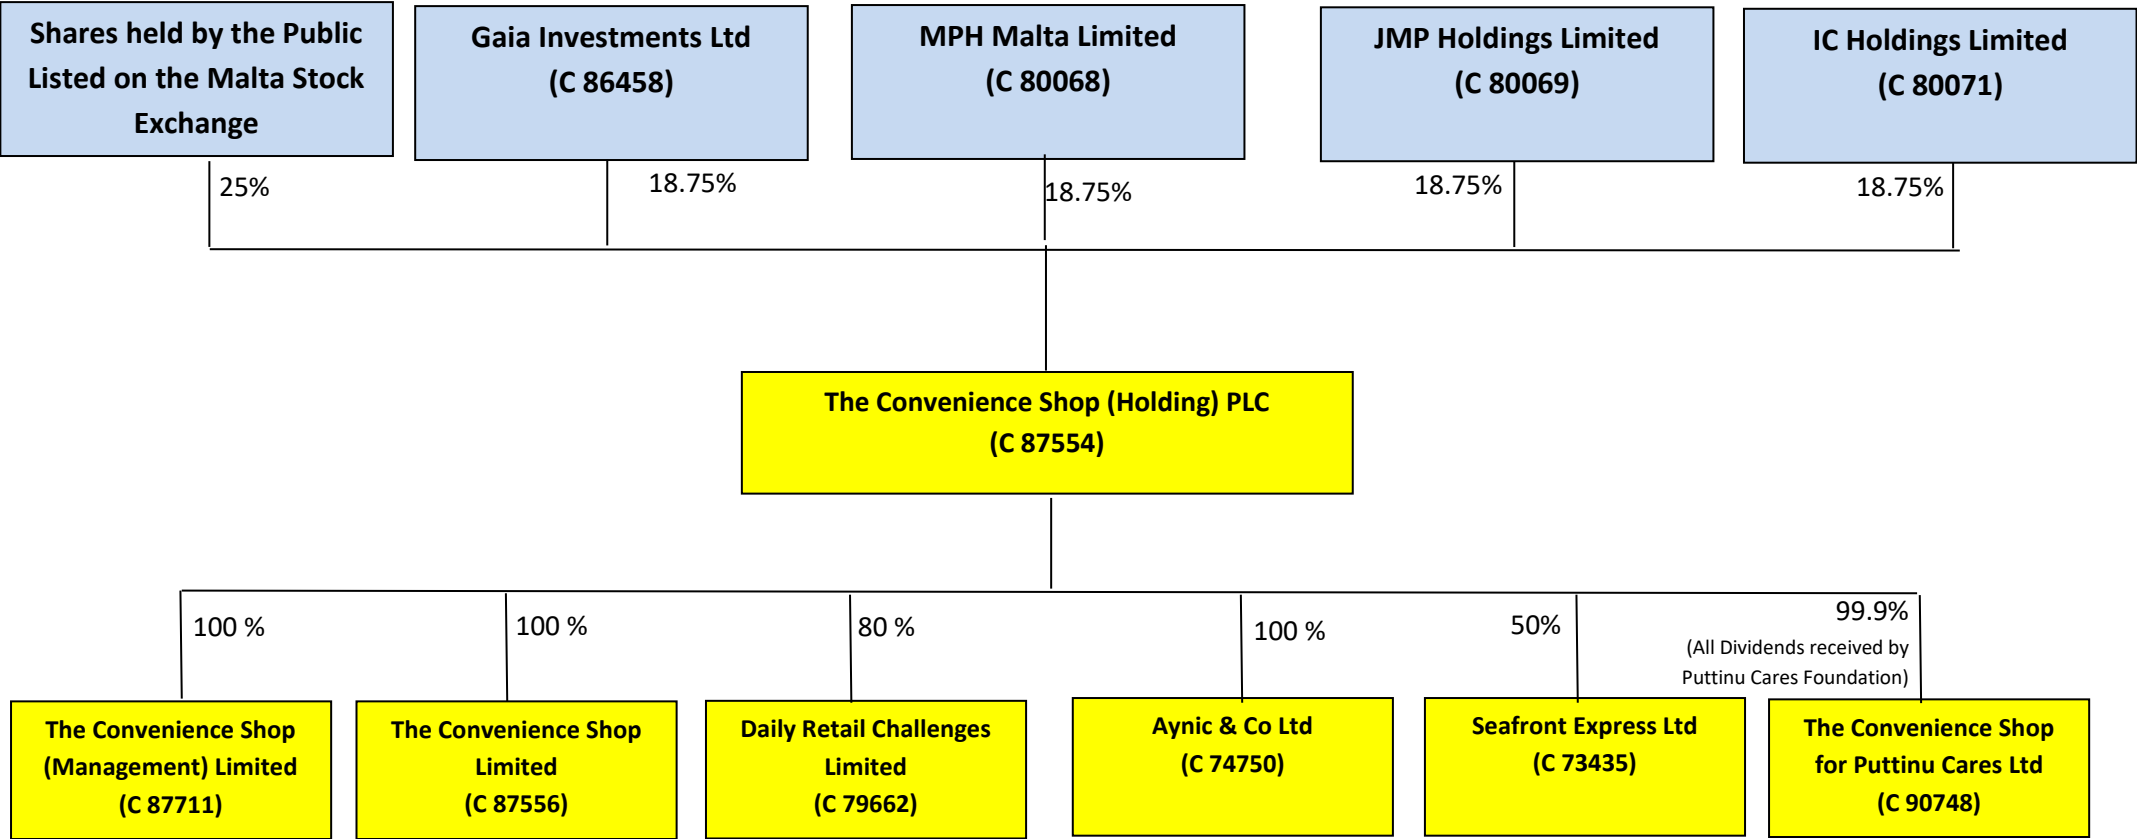 Shares held by the Public
Listed on the Malta Stock
Exchange
Gaia Investments Ltd
(C 86458)
MPH Malta Limited
(C 80068)
JMP Holdings Limited
(C 80069)
IC Holdings Limited
(C 80071)
25%
18.75%
18.75%
18.75%
18.75%
The Convenience Shop (Holding) PLC
(C 87554)
100 %
100 %
80 %
100 %
50%
99.9%
(All Dividends received by
Puttinu Cares Foundation)
The Convenience Shop
(Management) Limited
(C 87711)
The Convenience Shop
Limited
(C 87556)
Daily Retail Challenges
Limited
(C 79662)
Aynic & Co Ltd
(C 74750)
Seafront Express Ltd
(C 73435)
The Convenience Shop
for Puttinu Cares Ltd
(C 90748)